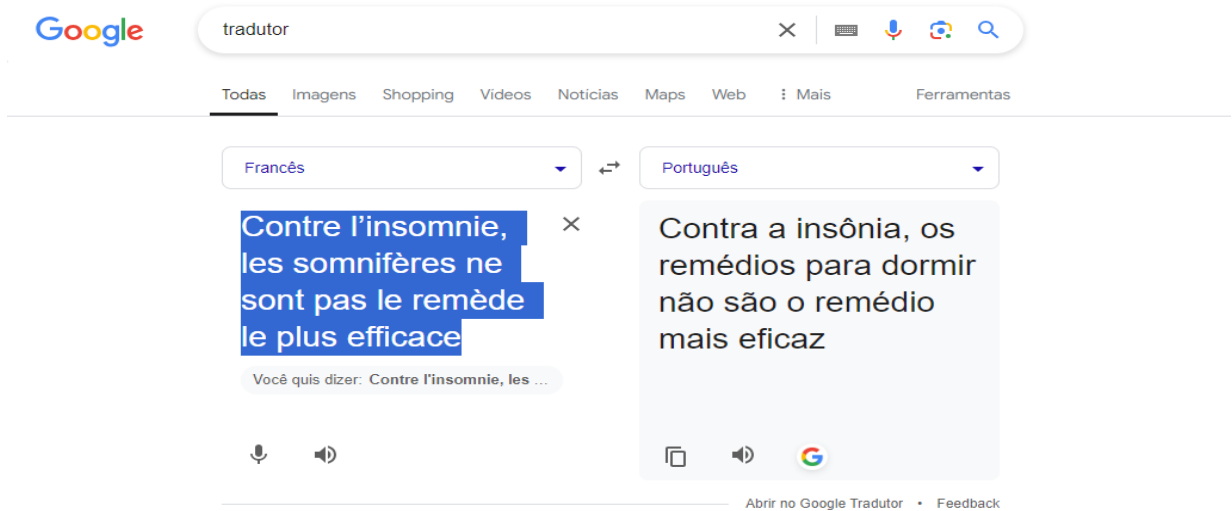 Google tradutor
Todas Imagens Shopping Vídeos Notícias Maps Web Mais Ferramentas
Francês Português
Contre l’insomnie,
les somnifères ne
sont pas le remède
le plus efficace
Você quis dizer: Contre l'insomnie, les ...
Contra a insônia, os
remédios para dormir
não são o remédio
mais eficaz
Abrir no Google Tradutor • Feedback